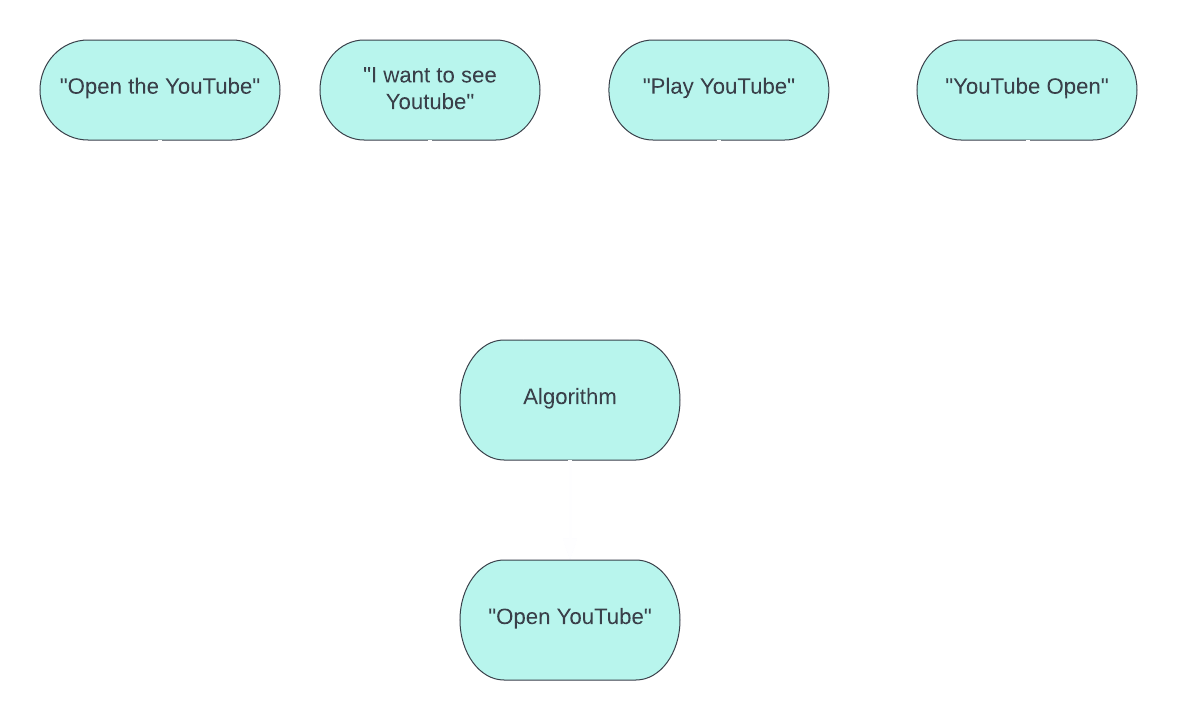 "Open the YouTube"
"I want to see
Youtube"
"Play YouTube"
"YouTube Open"
Algorithm
"Open YouTube"